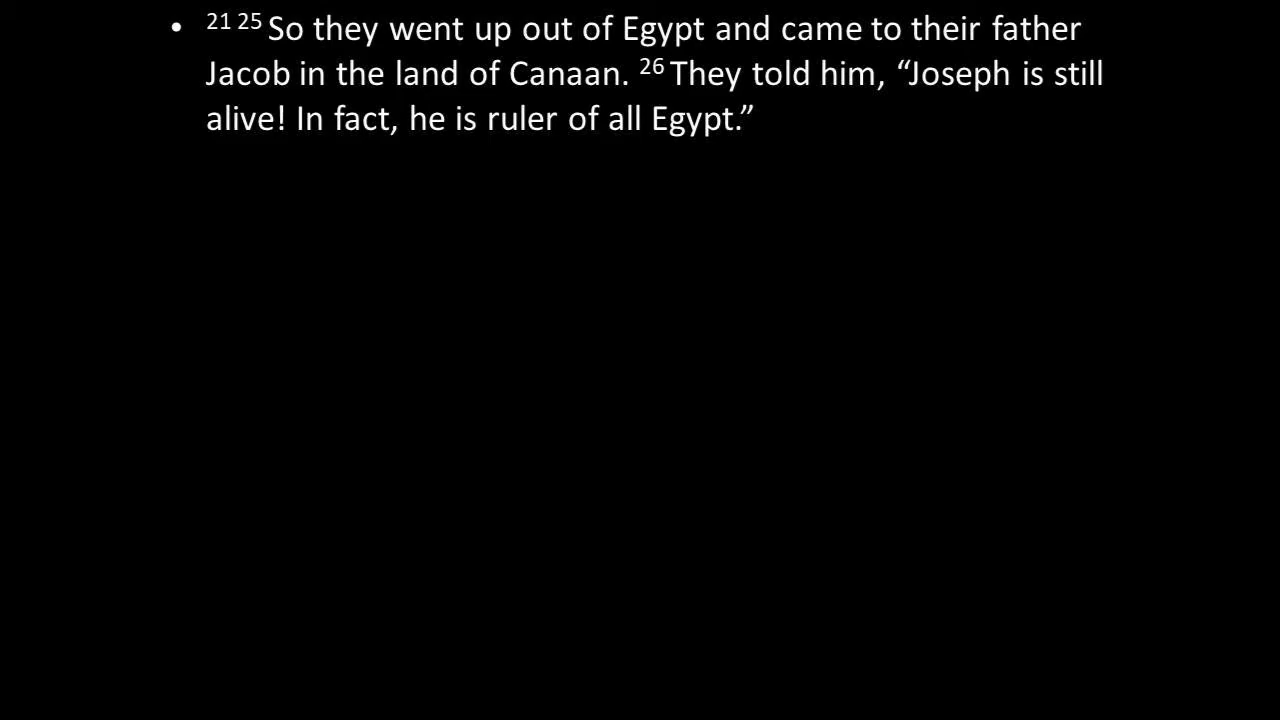 • 21 25 So they went up out of Egypt and came to their father
Jacob in the land of Canaan. 26 They told him, “Joseph is still
alive! In fact, he is ruler of all Egypt.”